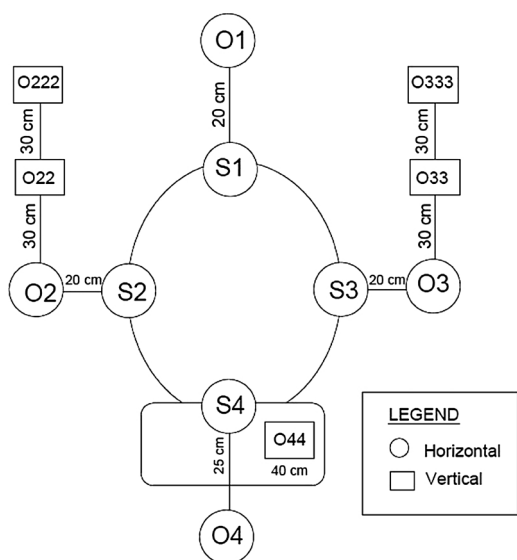 O1
O222
O333
20 cm
30 cm
30 cm
S1
O22
O33
30 cm
30 cm
O2
20 cm
S2
S3
20 cm
O3
S4
25 cm
O44
40 cm
O4
LEGEND
Horizontal
Vertical